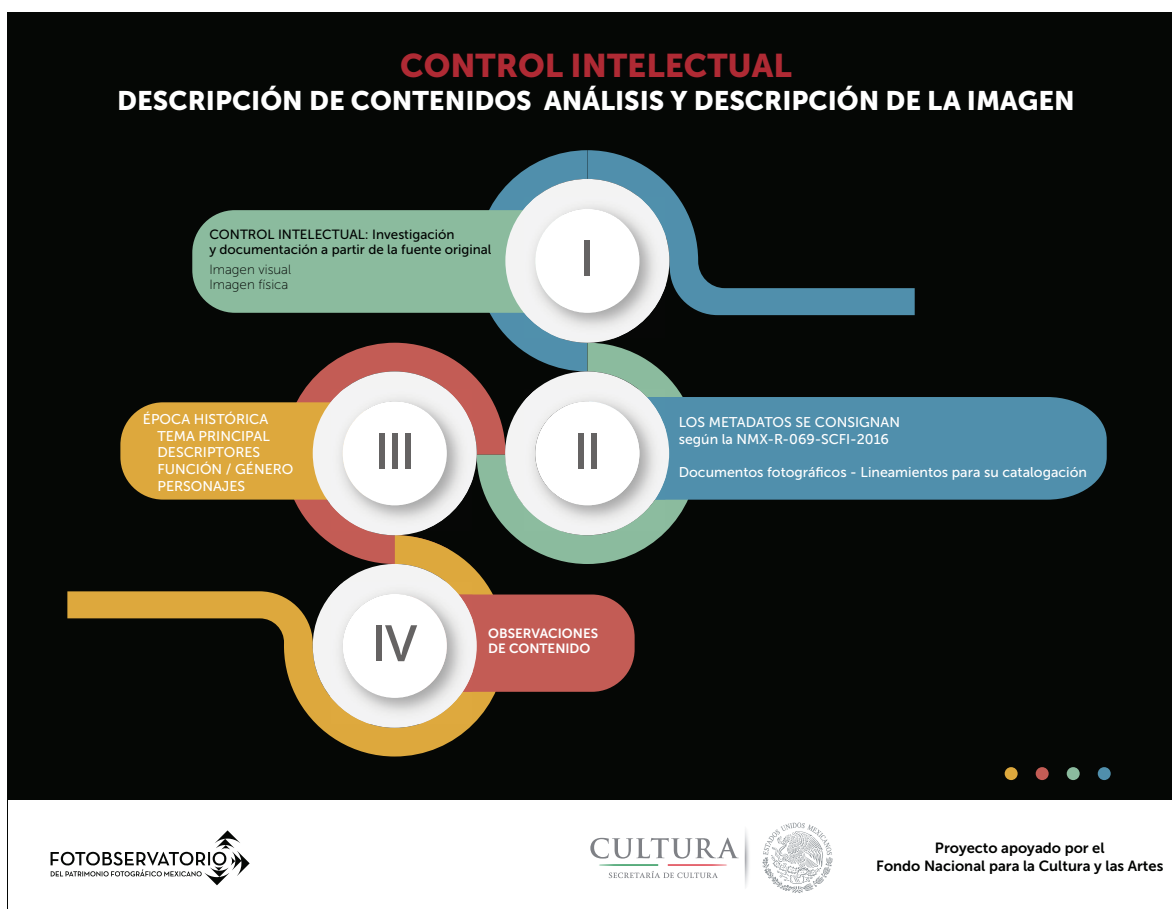 CONTROL INTELECTUAL
DESCRIPCIÓN DE CONTENIDOS ANÁLISIS Y DESCRIPCIÓN DE LA IMAGEN
CONTROL INTELECTUAL: Investigación
y documentación a partir de la fuente original
Imagen visual
Imagen física
I
II
LOS METADATOS SE CONSIGNAN
según la NMX-R-069-SCFI-2016
Documentos fotográficos - Lineamientos para su catalogación
III
ÉPOCA HISTÓRICA
TEMA PRINCIPAL
DESCRIPTORES
FUNCIÓN / GÉNERO
PERSONAJES
IV
OBSERVACIONES
DE CONTENIDO
FOTOBSERVATORIO
DEL PATRIMONIO FOTOGRÁFICO MEXICANO
CULTURA
SECRETARÍA DE CULTURA
ESTADOS UNIDOS MEXICANOS
Proyecto apoyado por el
Fondo Nacional para la Cultura y las Artes